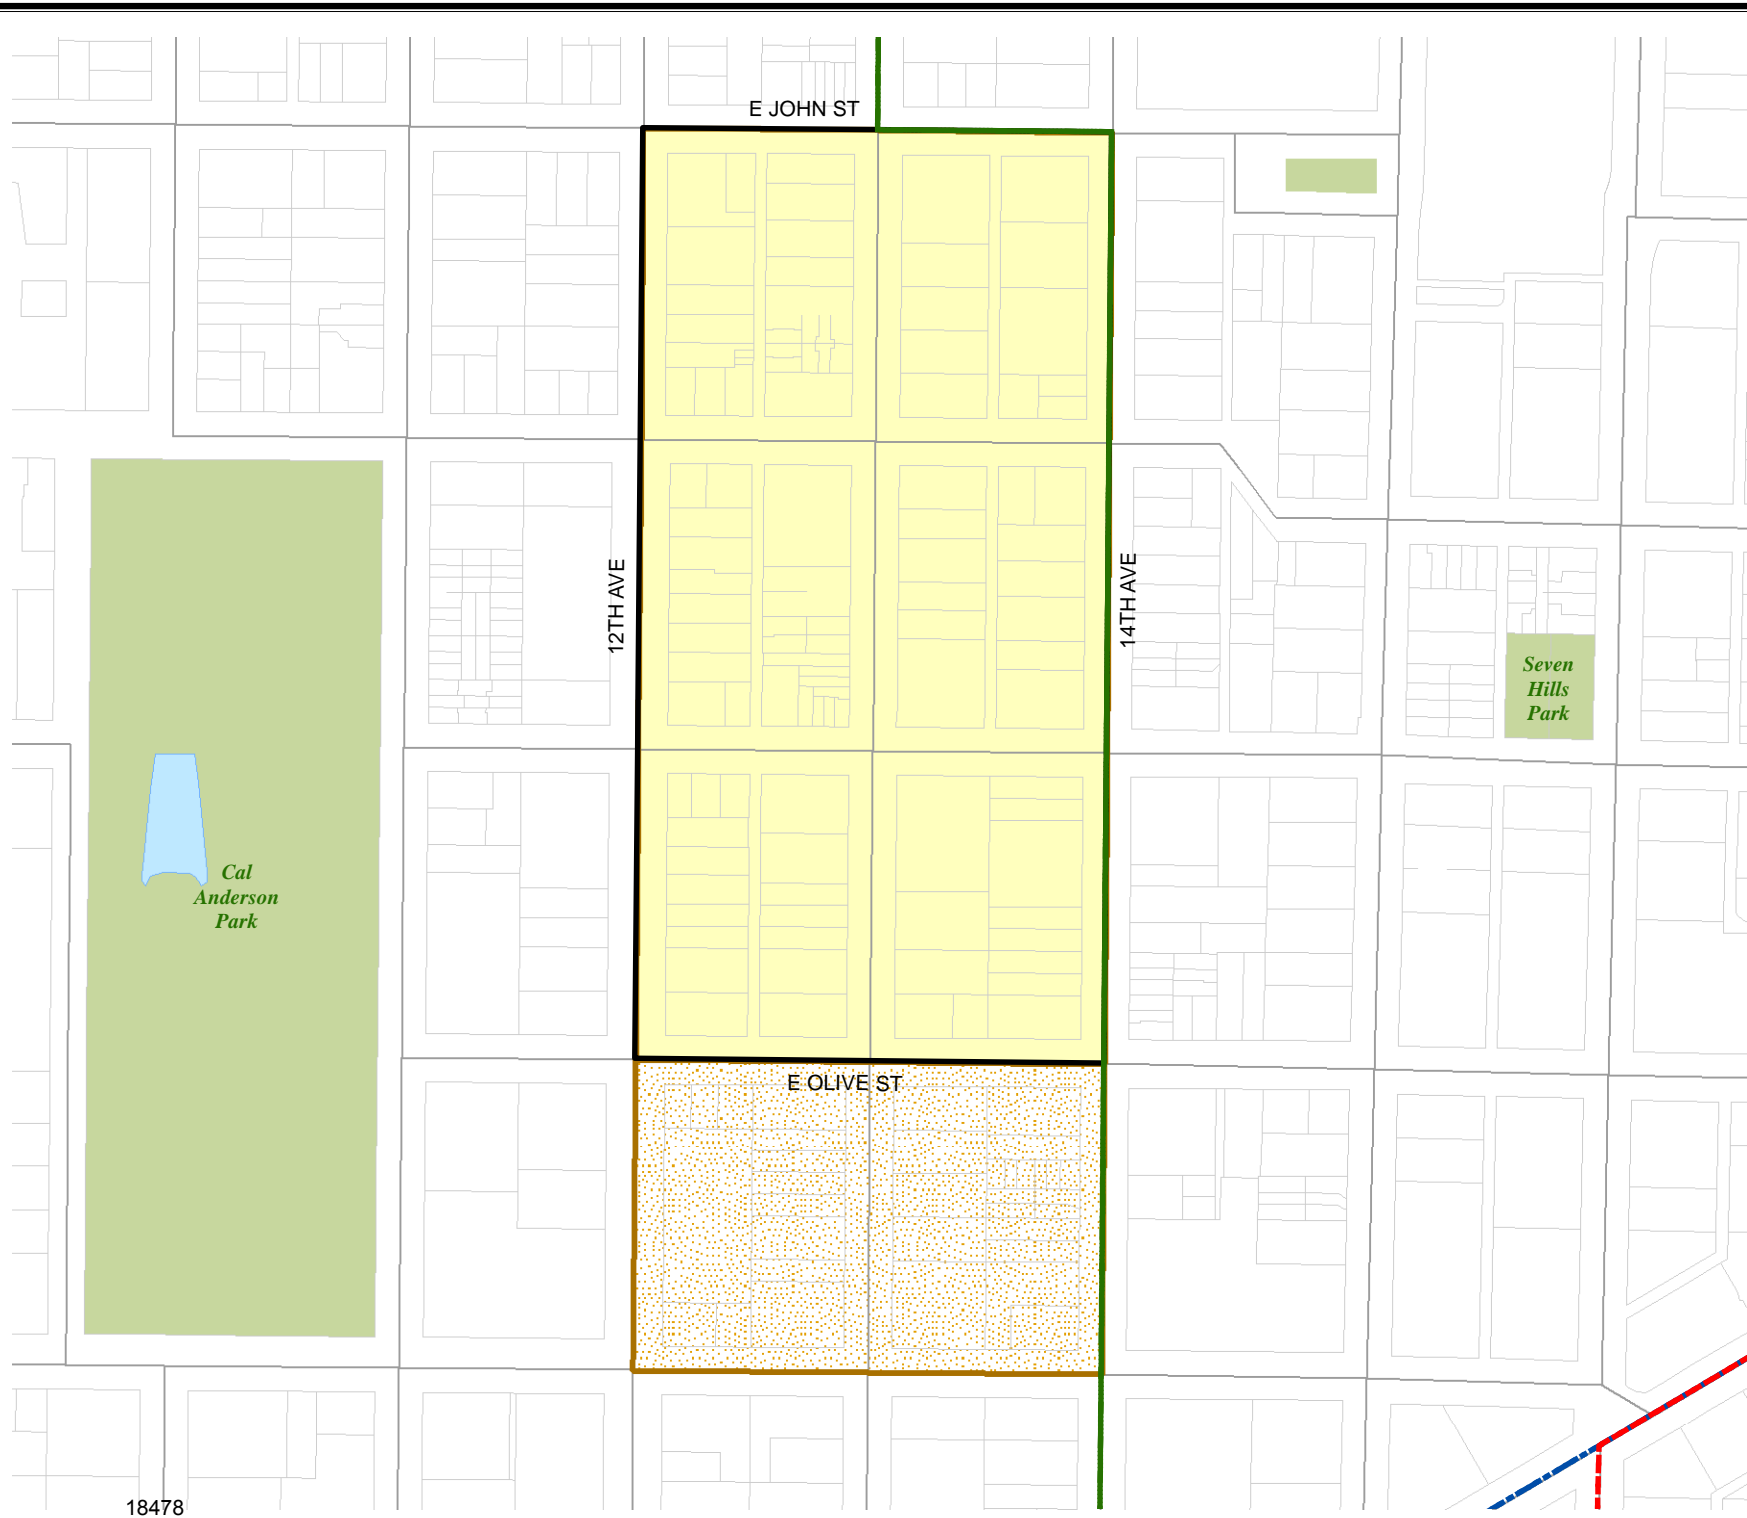 E JOHN ST
12TH AVE
14TH AVE
Seven
Hills
Park
Cal
Anderson
Park
E OLIVE ST
18478